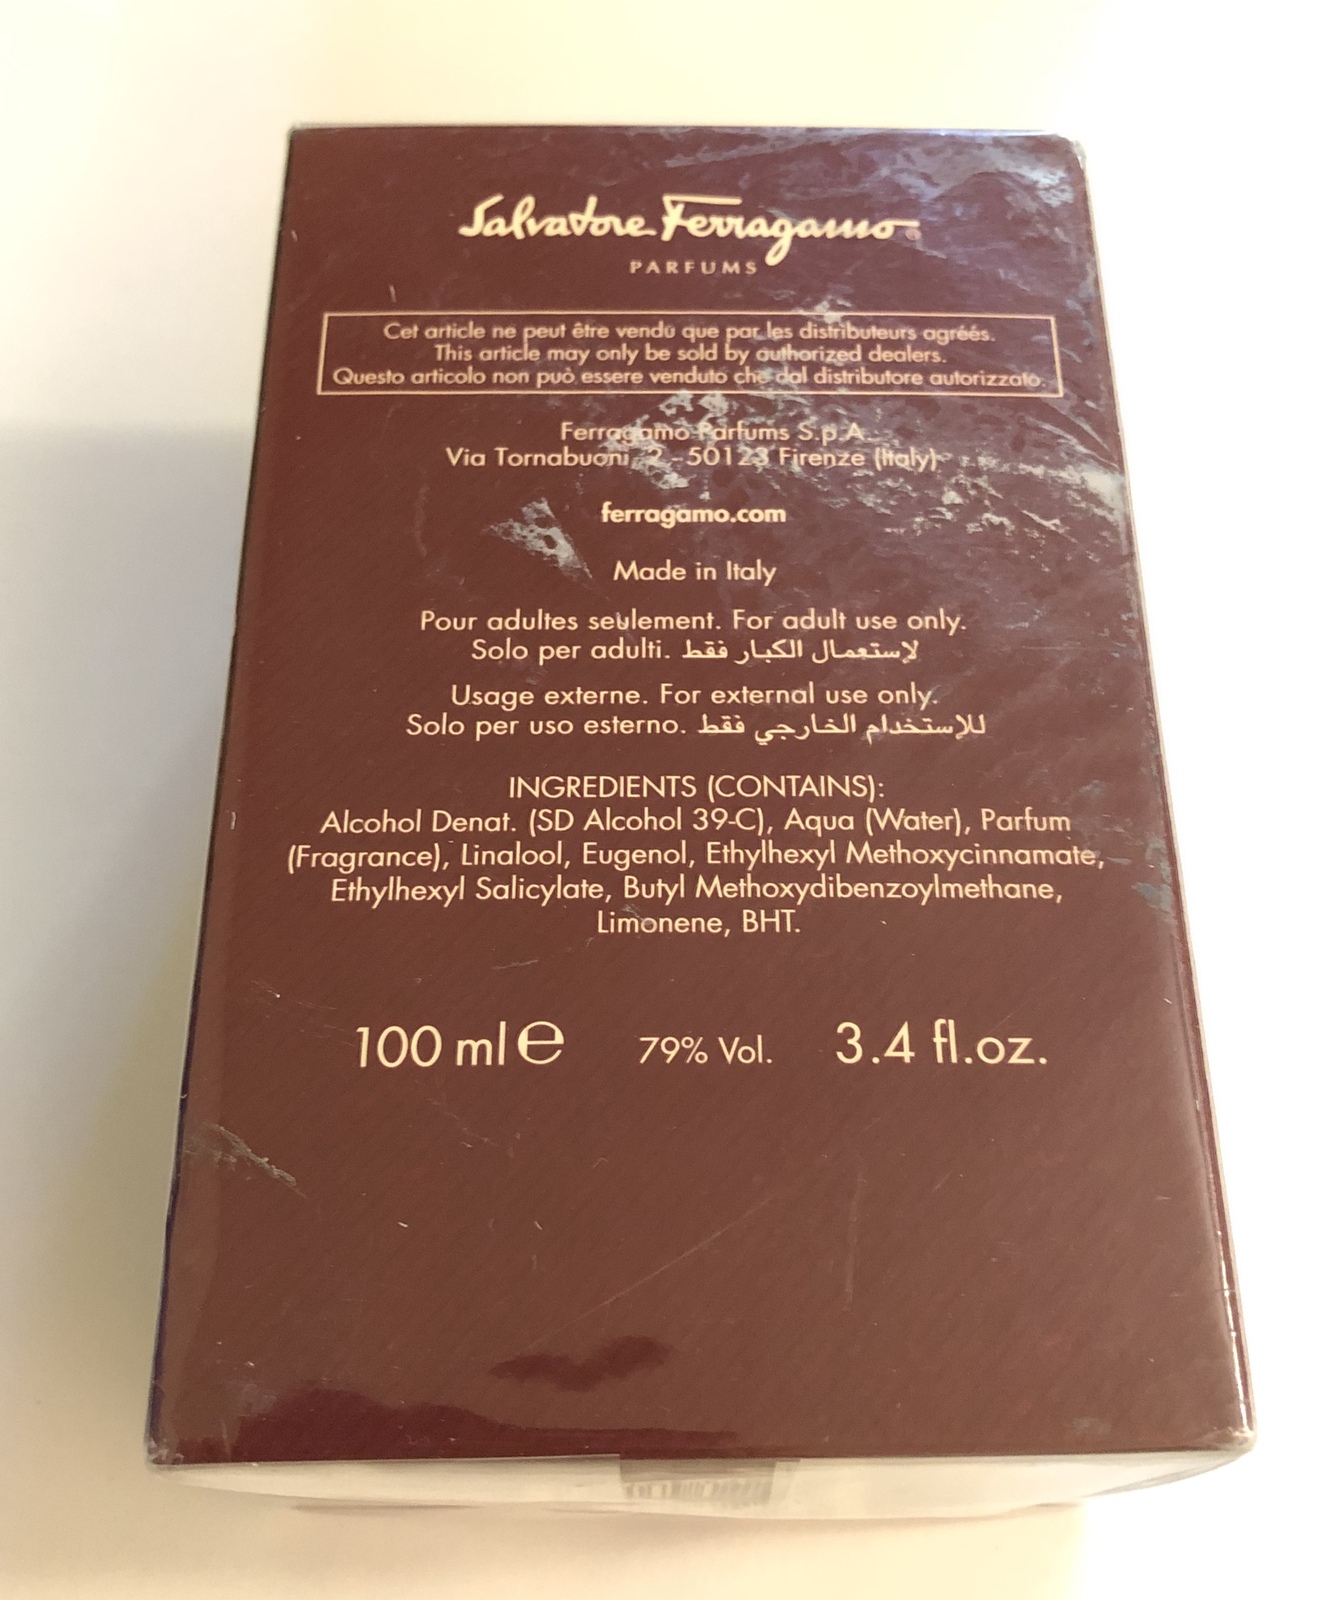 Salvatore Ferragamo®
PARFUMS
Cet article ne peut être vendu que par les distributeurs agréés.
This article may only be sold by authorized dealers.
Questo articolo non può essere venduto che dal distributore autorizzato.
Ferragamo Parfums S.p.A.
Via Tornabuoni, 2 - 50123 Firenze (Italy)
ferragamo.com
Made in Italy
Pour adultes seulement. For adult use only.
Solo per adulti. لإستعمال الكبار فقط
Usage externe. For external use only.
Solo per uso esterno. للإستخدام الخارجي فقط
INGREDIENTS (CONTAINS):
Alcohol Denat. (SD Alcohol 39-C), Aqua (Water), Parfum
(Fragrance), Linalool, Eugenol, Ethylhexyl Methoxycinnamate,
Ethylhexyl Salicylate, Butyl Methoxydibenzoylmethane,
Limonene, BHT.
100 ml e 79% Vol. 3.4 fl.oz.